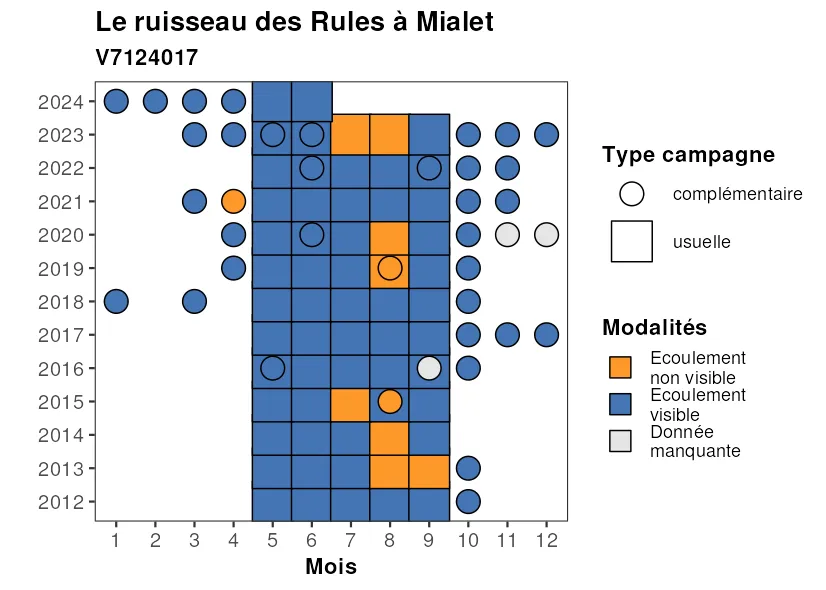 Le ruisseau des Rules à Mialet
V7124017
2024
2023
2022
2021
2020
2019
2018
2017
2016
2015
2014
2013
2012
1 2 3 4 5 6 7 8 9 10 11 12
Mois
Type campagne
complémentaire
usuelle
Modalités
Ecoulement
non visible
Ecoulement
visible
Donnée
manquante